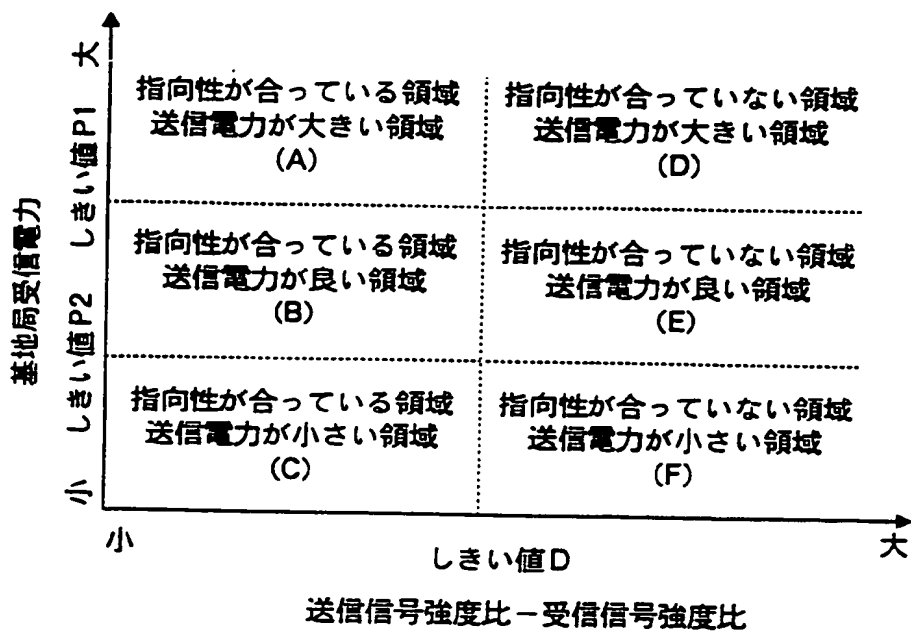 大
指向性が合っている領域
送信電力が大きい領域
(A)
指向性が合っていない領域
送信電力が大きい領域
(D)
しきい値P1
基地局受信電力
指向性が合っている領域
送信電力が良い領域
(B)
指向性が合っていない領域
送信電力が良い領域
(E)
しきい値P2
指向性が合っている領域
送信電力が小さい領域
(C)
指向性が合っていない領域
送信電力が小さい領域
(F)
小
小
しきい値D
大
送信信号強度比－受信信号強度比